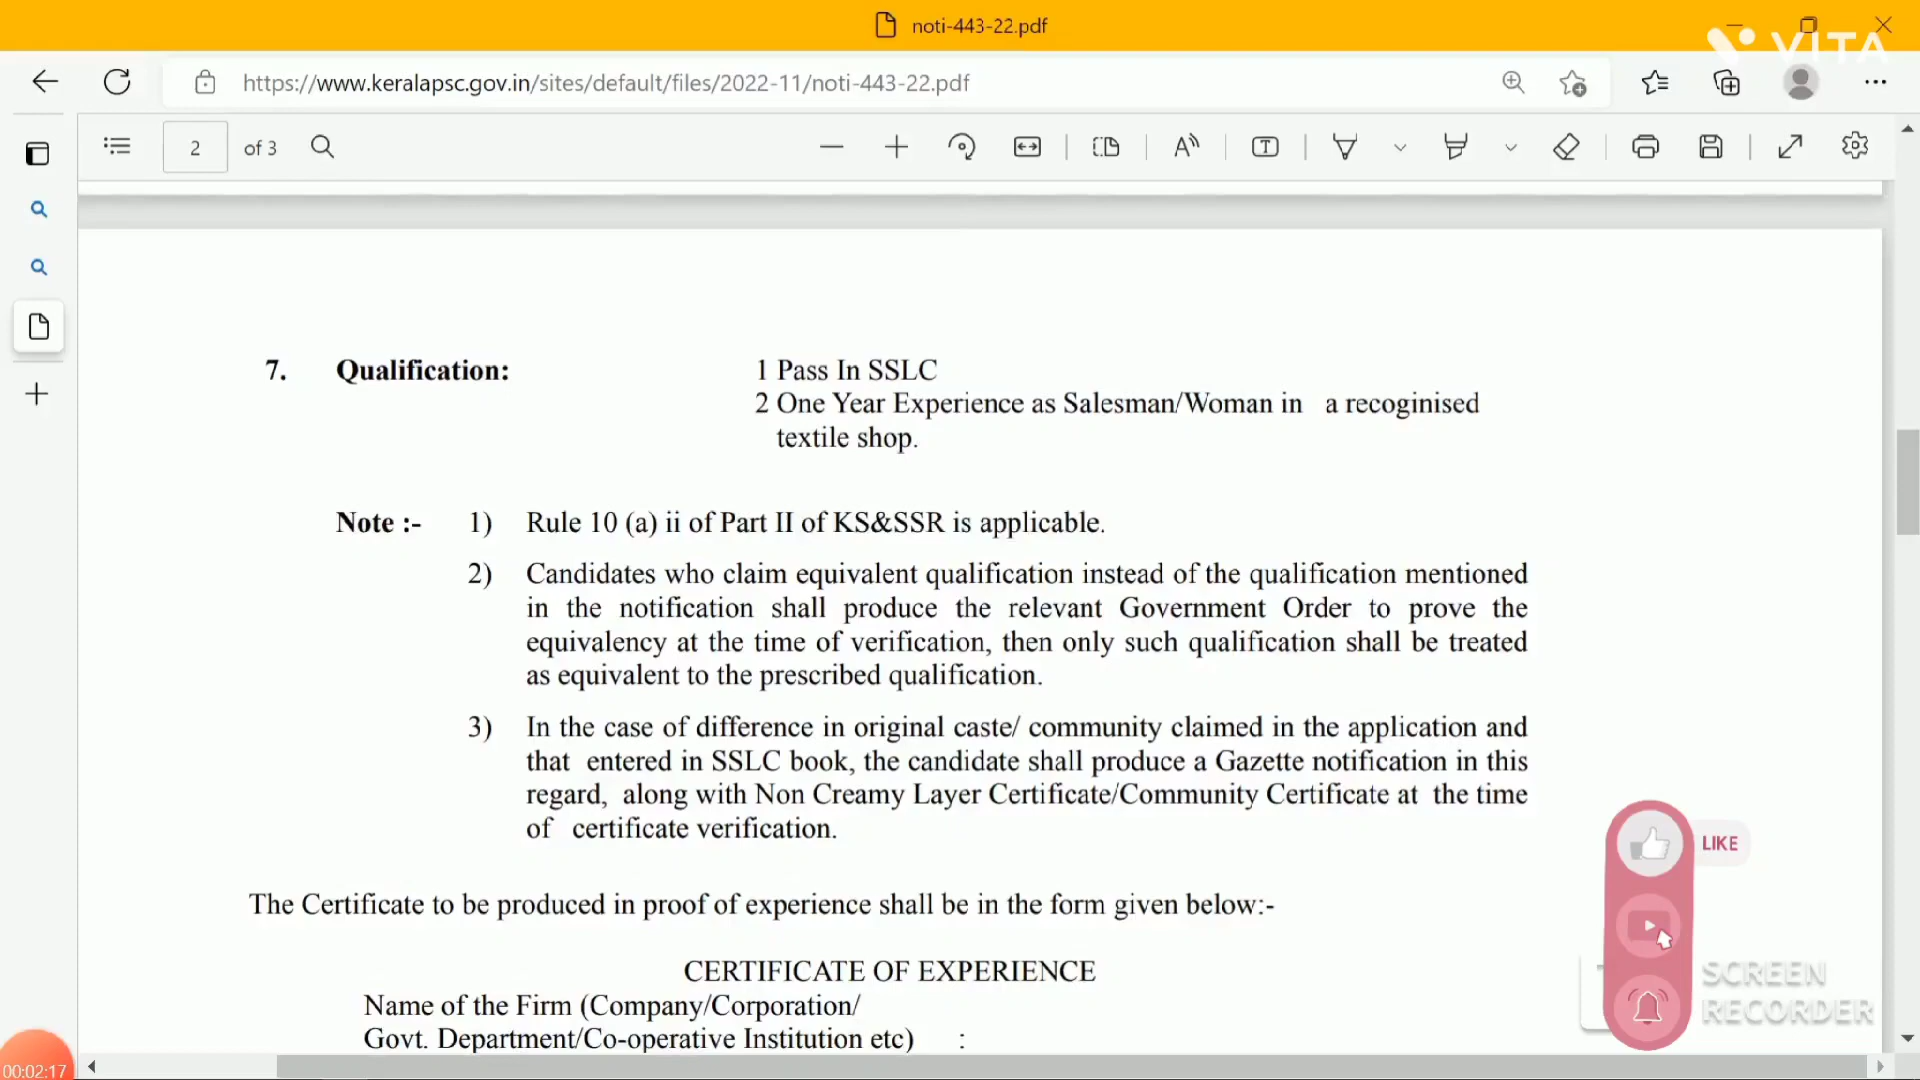 noti-443-22.pdf
VITA
https://www.keralapsc.gov.in/sites/default/files/2022-11/noti-443-22.pdf
2 of 3
7. Qualification: 1 Pass In SSLC
2 One Year Experience as Salesman/Woman in a recoginised
textile shop.
Note :- 1) Rule 10 (a) ii of Part II of KS&SSR is applicable.
2) Candidates who claim equivalent qualification instead of the qualification mentioned
in the notification shall produce the relevant Government Order to prove the
equivalency at the time of verification, then only such qualification shall be treated
as equivalent to the prescribed qualification.
3) In the case of difference in original caste/ community claimed in the application and
that entered in SSLC book, the candidate shall produce a Gazette notification in this
regard, along with Non Creamy Layer Certificate/Community Certificate at the time
of certificate verification.
LIKE
The Certificate to be produced in proof of experience shall be in the form given below:-
CERTIFICATE OF EXPERIENCE
Name of the Firm (Company/Corporation/
Govt. Department/Co-operative Institution etc) :
SCREEN
RECORDER
00:02:17